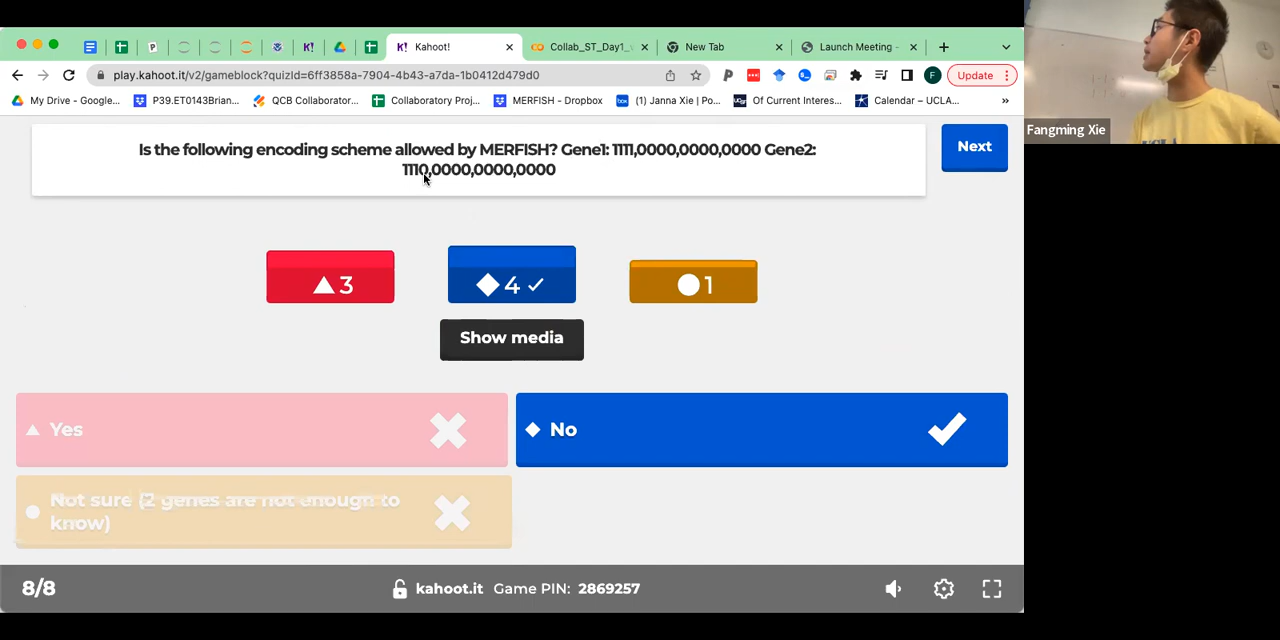 Kahoot!
Collab_ST_Day1_
New Tab
Launch Meeting -
play.kahoot.it/v2/gameblock?quizId=6ff3858a-7904-4b43-a7da-1b0412d479d0
F
Update
My Drive - Google...
P39.ET0143Brian...
QCB Collaborator...
Collaboratory Proj...
MERFISH - Dropbox
(1) Janna Xie | Po...
Of Current Interes...
Calendar – UCLA...
»
Fangming Xie
Is the following encoding scheme allowed by MERFISH? Gene1: 1111,0000,0000,0000 Gene2:
1110,0000,0000,0000
Next
3
4
1
Show media
Yes
No
Not sure (2 genes are not enough to
know)
8/8
kahoot.it Game PIN: 2869257